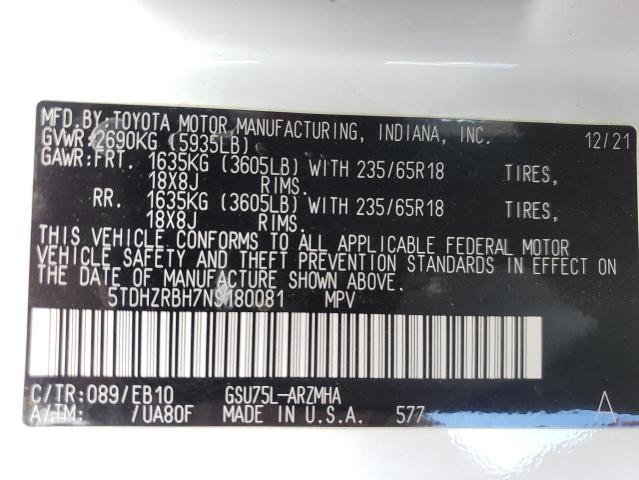 MFD.BY:TOYOTA MOTOR MANUFACTURING, INDIANA, INC. 12/21
GVWR:2690KG (5935LB)
GAWR:FRT. 1635KG (3605LB) WITH 235/65R18 TIRES,
18X8J RIMS.
RR. 1635KG (3605LB) WITH 235/65R18 TIRES,
18X8J RIMS.
THIS VEHICLE CONFORMS TO ALL APPLICABLE FEDERAL MOTOR
VEHICLE SAFETY AND THEFT PREVENTION STANDARDS IN EFFECT ON
THE DATE OF MANUFACTURE SHOWN ABOVE.
5TDHZRBH7NS180081 MPV
C/TR:089/EB10 GSU75L-ARZMHA
A/TM: /UA80F MADE IN U.S.A. 577 A